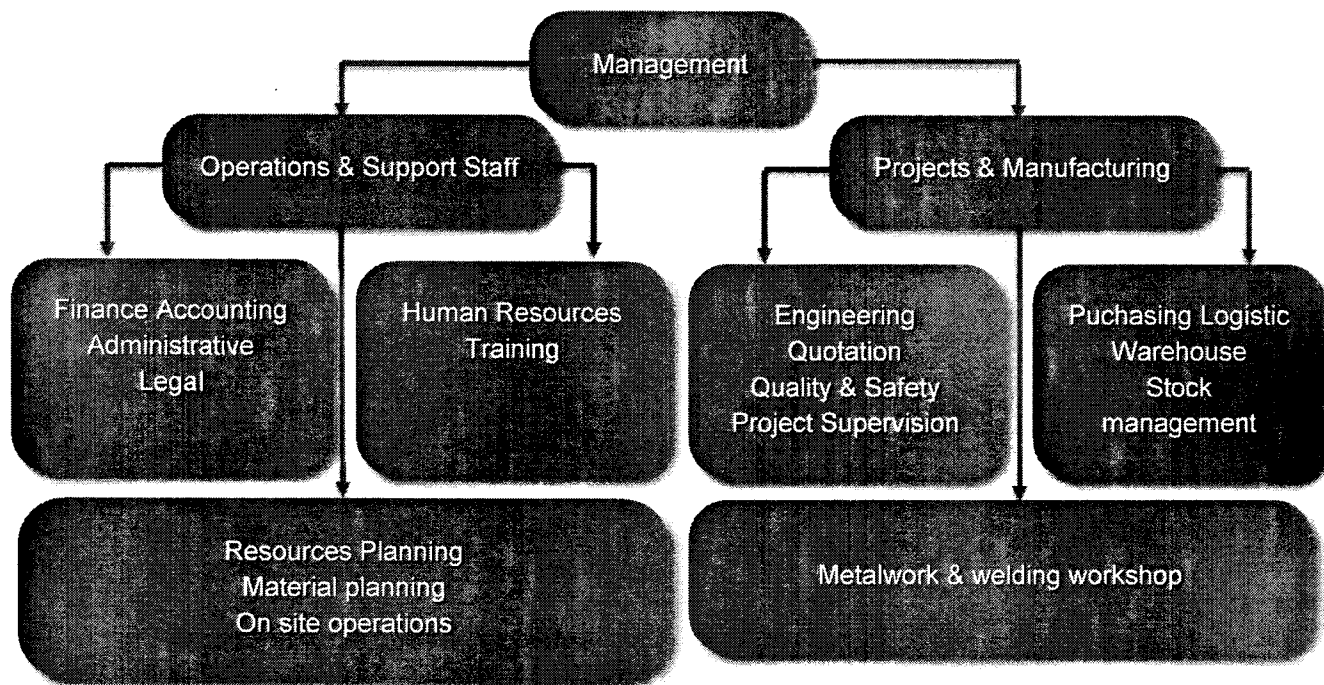 Management
Operations & Support Staff
Projects & Manufacturing
Finance Accounting
Administrative
Legal
Human Resources
Training
Engineering
Quotation
Quality & Safety
Project Supervision
Puchasing Logistic
Warehouse
Stock
management
Resources Planning
Material planning
On site operations
Metalwork & welding workshop